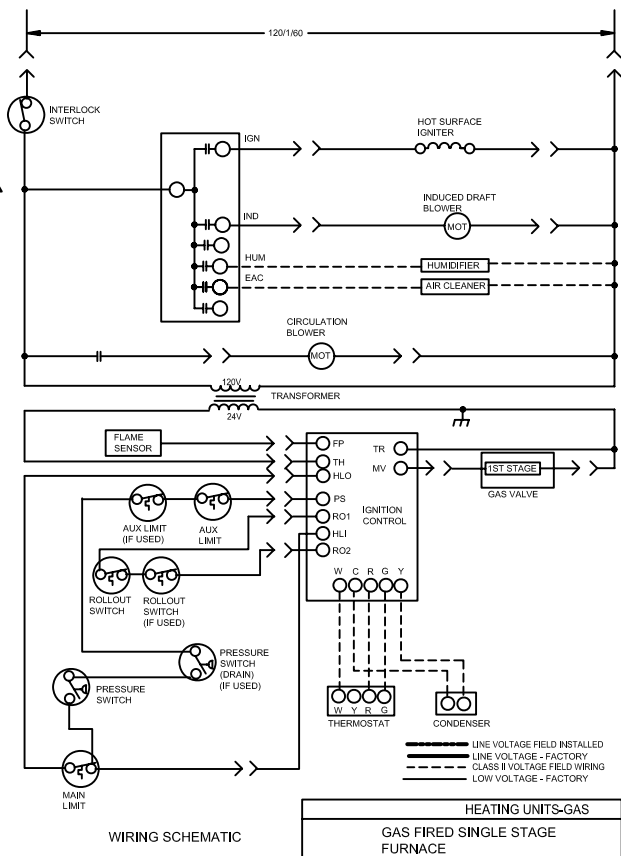 120/1/60
INTERLOCK
SWITCH
IGN
HOT SURFACE
IGNITER
INDUCED DRAFT
BLOWER
IND
MOT
HUM
HUMIDIFIER
EAC
AIR CLEANER
CIRCULATION
BLOWER
MOT
120V
TRANSFORMER
24V
FLAME
SENSOR
FP
TH
HLO
PS
RO1
HLI
RO2
TR
MV
IGNITION
CONTROL
1ST STAGE
GAS VALVE
AUX LIMIT
(IF USED)
AUX
LIMIT
ROLLOUT
SWITCH
ROLLOUT
SWITCH
(IF USED)
W C R G Y
PRESSURE
SWITCH
(DRAIN)
(IF USED)
PRESSURE
SWITCH
W Y R G
THERMOSTAT
CONDENSER
MAIN
LIMIT
LINE VOLTAGE FIELD INSTALLED
LINE VOLTAGE - FACTORY
CLASS II VOLTAGE FIELD WIRING
LOW VOLTAGE - FACTORY
WIRING SCHEMATIC
HEATING UNITS-GAS
GAS FIRED SINGLE STAGE
FURNACE